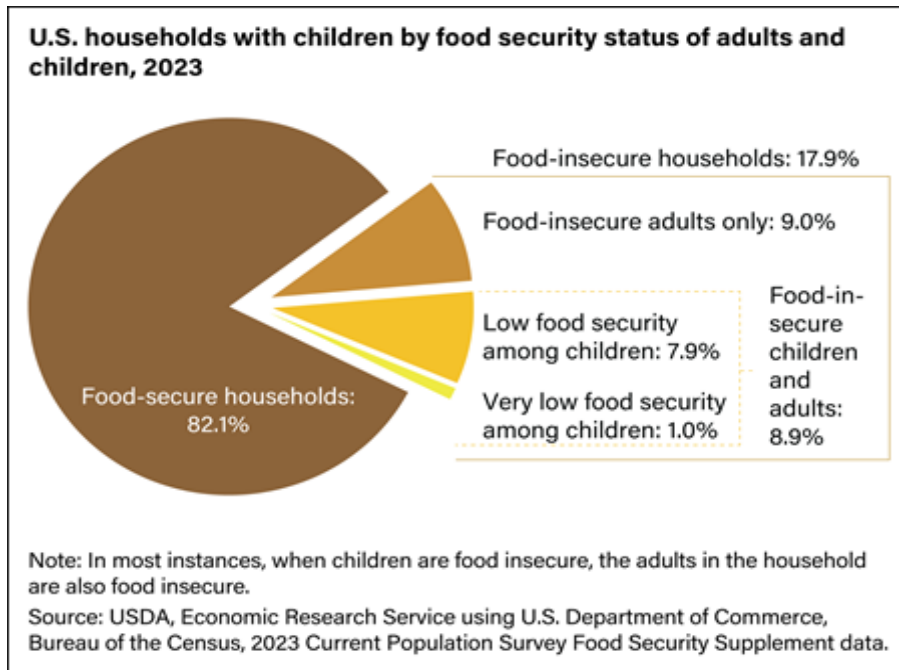 U.S. households with children by food security status of adults and
children, 2023
Food-insecure households: 17.9%
Food-insecure adults only: 9.0%
Low food security
among children: 7.9%
Very low food security
among children: 1.0%
Food-in-
secure
children
and
adults:
8.9%
Food-secure households:
82.1%
Note: In most instances, when children are food insecure, the adults in the household
are also food insecure.
Source: USDA, Economic Research Service using U.S. Department of Commerce,
Bureau of the Census, 2023 Current Population Survey Food Security Supplement data.